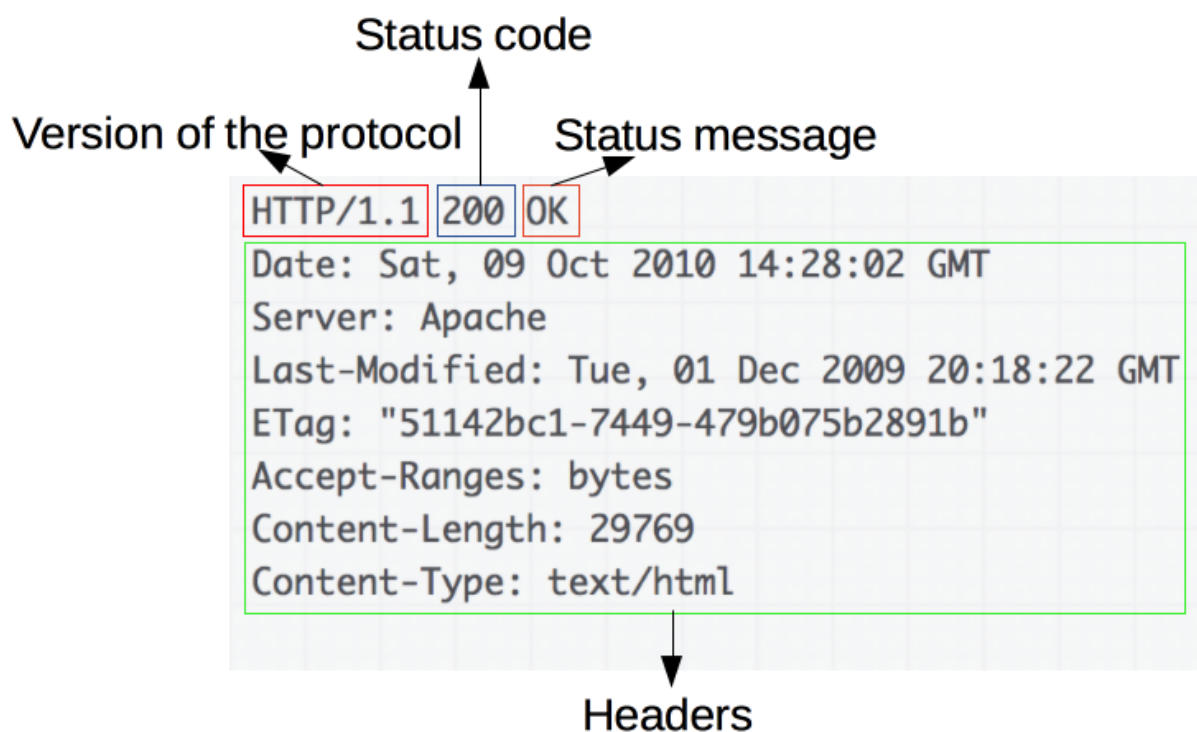 Status code
Version of the protocol
Status message
HTTP/1.1 200 OK
Date: Sat, 09 Oct 2010 14:28:02 GMT
Server: Apache
Last-Modified: Tue, 01 Dec 2009 20:18:22 GMT
ETag: "51142bc1-7449-479b075b2891b"
Accept-Ranges: bytes
Content-Length: 29769
Content-Type: text/html
Headers